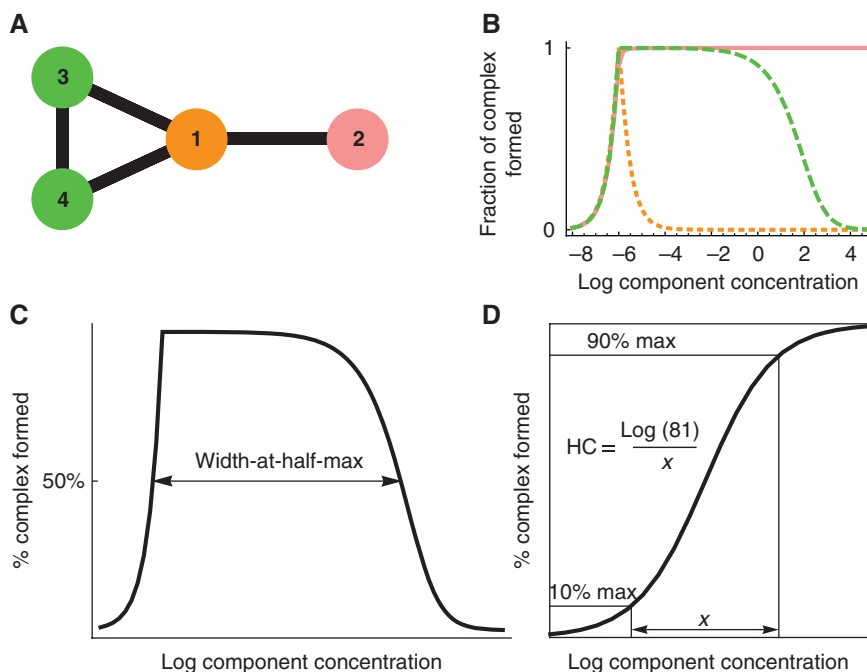 A
3
1
2
4
B
Fraction of complex
formed
1
0
−8 −6 −4 −2 0 2 4
Log component concentration
C
% complex formed
50%
Width-at-half-max
Log component concentration
D
% complex formed
90% max
HC = Log (81) / x
10% max
x
Log component concentration